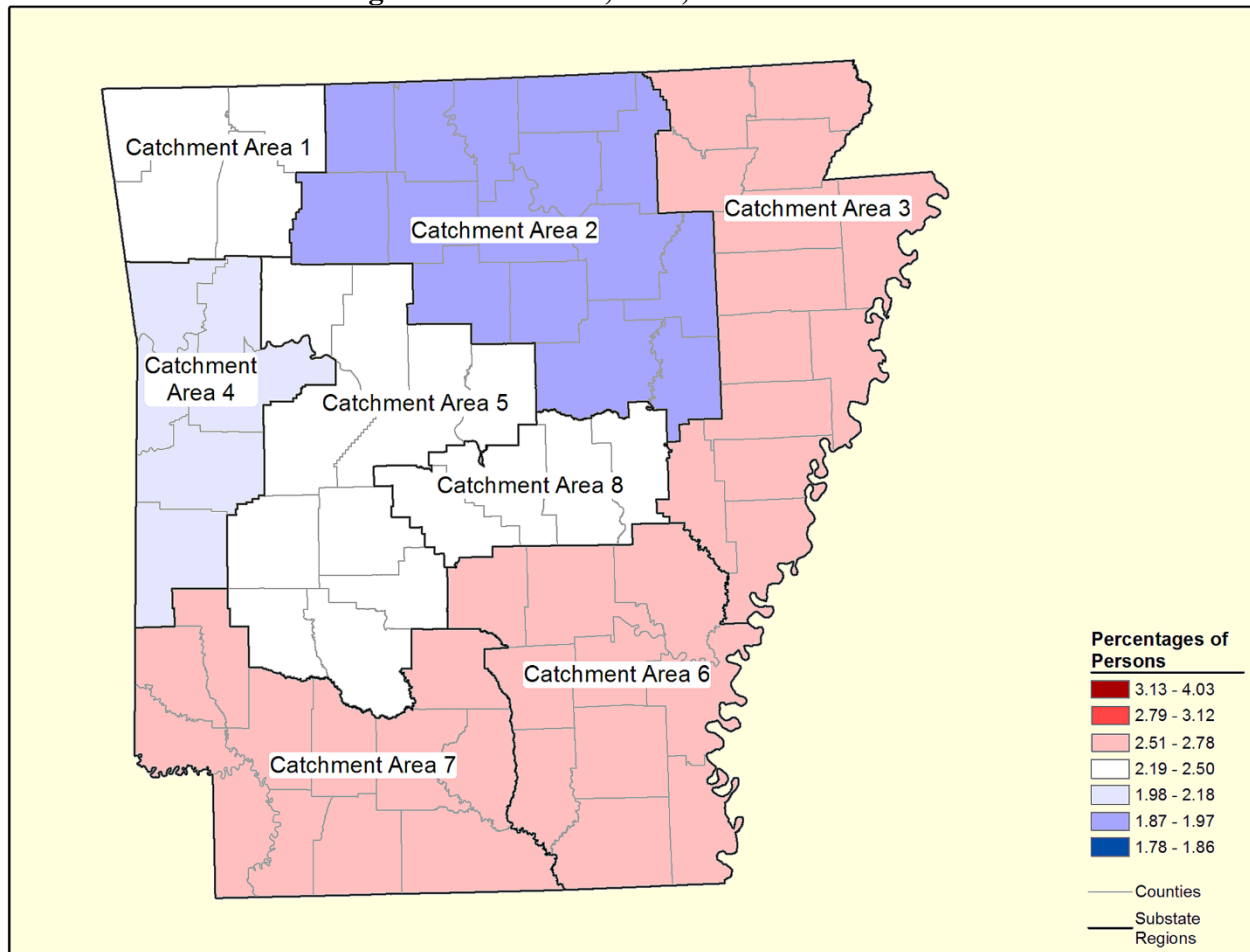 Catchment Area 1
Catchment Area 3
Catchment Area 2
Catchment
Area 4
Catchment Area 5
Catchment Area 8
Catchment Area 6
Catchment Area 7
Percentages of
Persons
3.13 - 4.03
2.79 - 3.12
2.51 - 2.78
2.19 - 2.50
1.98 - 2.18
1.87 - 1.97
1.78 - 1.86
Counties
Substate
Regions